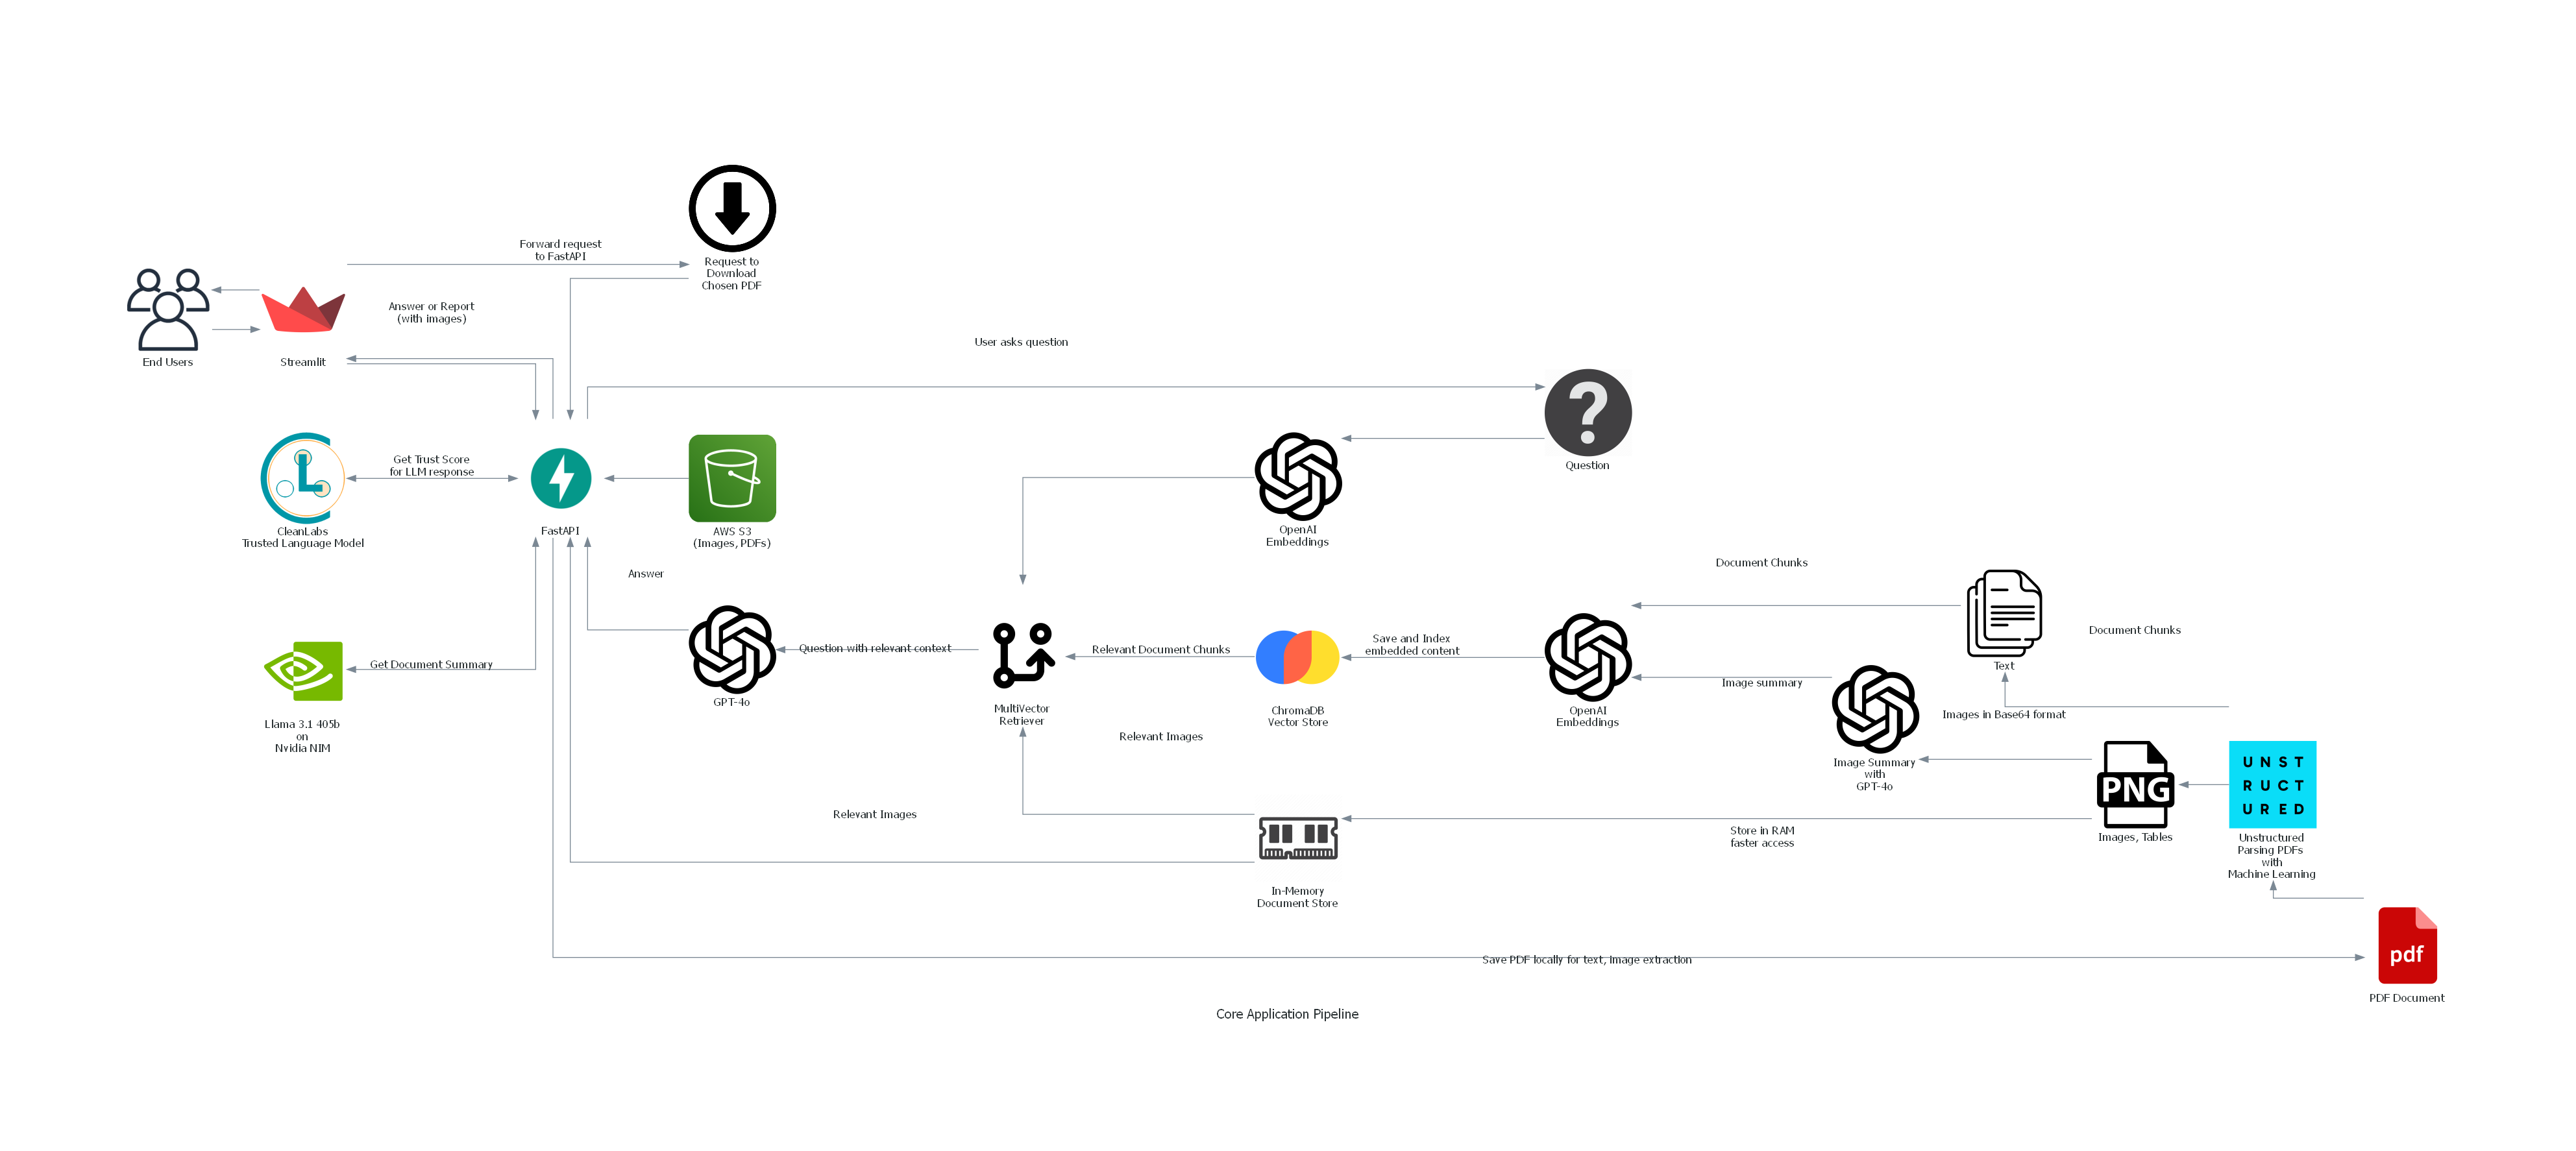 Request to
Download
Chosen PDF
Forward request
to FastAPI
Answer or Report
(with images)
End Users
Streamlit
User asks question
Question
Get Trust Score
for LLM response
CleanLabs
Trusted Language Model
FastAPI
AWS S3
(Images, PDFs)
OpenAI
Embeddings
Answer
Document Chunks
Text
Document Chunks
Get Document Summary
Llama 3.1 405b
on
Nvidia NIM
GPT-4o
Question with relevant context
MultiVector
Retriever
Relevant Document Chunks
ChromaDB
Vector Store
Save and Index
embedded content
OpenAI
Embeddings
Image summary
Images in Base64 format
Image Summary
with
GPT-4o
Relevant Images
PNG
Images, Tables
UNST
RUCT
URED
Unstructured
Parsing PDFs
with
Machine Learning
Relevant Images
Store in RAM
faster access
In-Memory
Document Store
Save PDF locally for text, image extraction
pdf
PDF Document
Core Application Pipeline
L